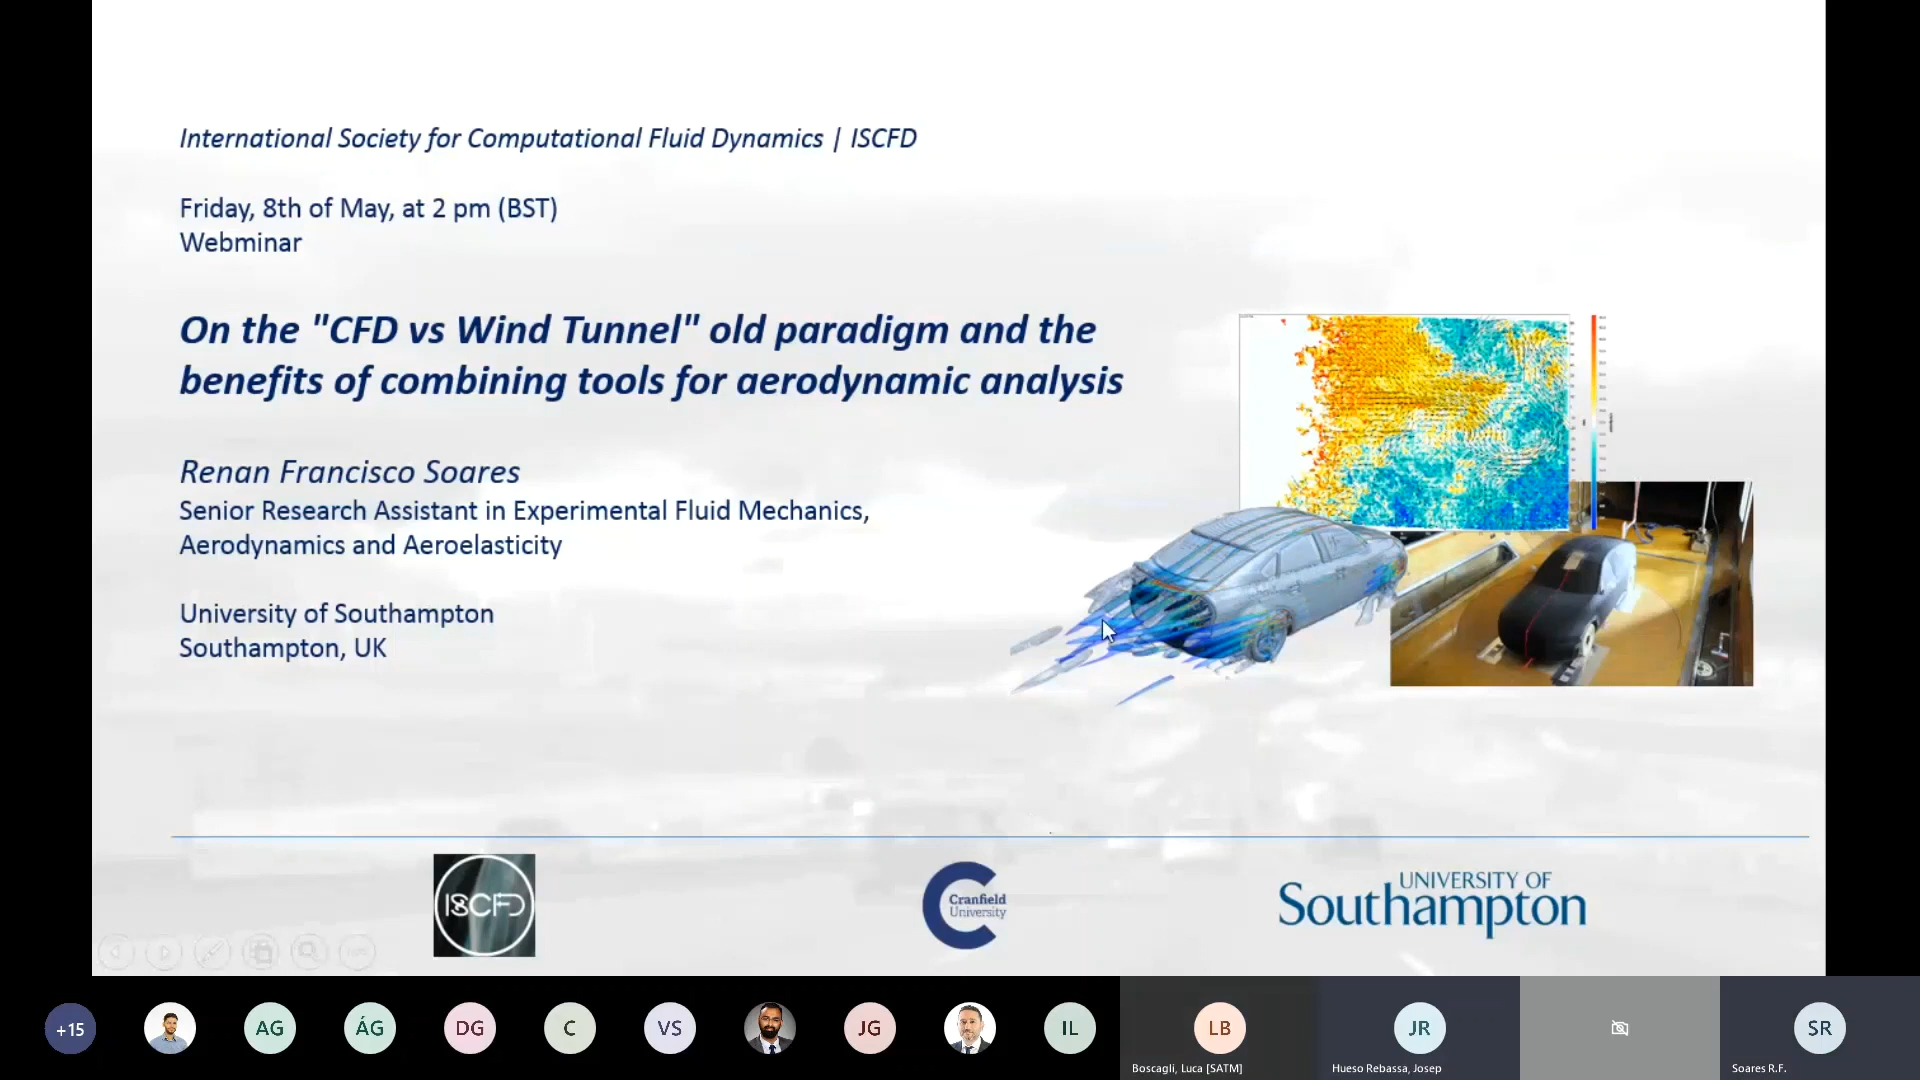 International Society for Computational Fluid Dynamics | ISCFD
Friday, 8th of May, at 2 pm (BST)
Webminar
On the "CFD vs Wind Tunnel" old paradigm and the
benefits of combining tools for aerodynamic analysis
Renan Francisco Soares
Senior Research Assistant in Experimental Fluid Mechanics,
Aerodynamics and Aeroelasticity
University of Southampton
Southampton, UK
ISCFD
Cranfield
University
UNIVERSITY OF
Southampton
+15
AG
ÁG
DG
C
VS
JG
IL
LB
JR
SR
Boscagli, Luca [SATM]
Hueso Rebassa, Josep
Soares R.F.